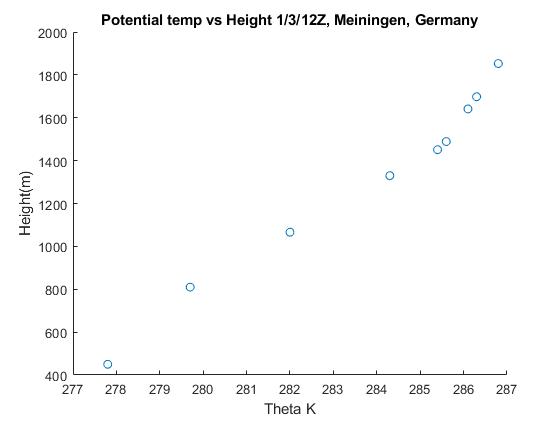 Potential temp vs Height 1/3/12Z, Meiningen, Germany
2000
1800
1600
1400
1200
1000
800
600
400
Height(m)
277 278 279 280 281 282 283 284 285 286 287
Theta K